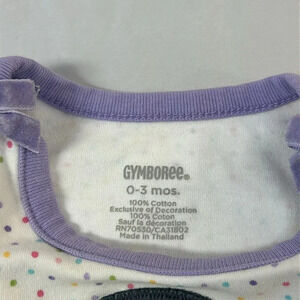 GYMBOREE®
0-3 mos.
100% Cotton
Exclusive of Decoration
100% Coton
Sauf la décoration
RN70530/CA31802
Made in Thailand